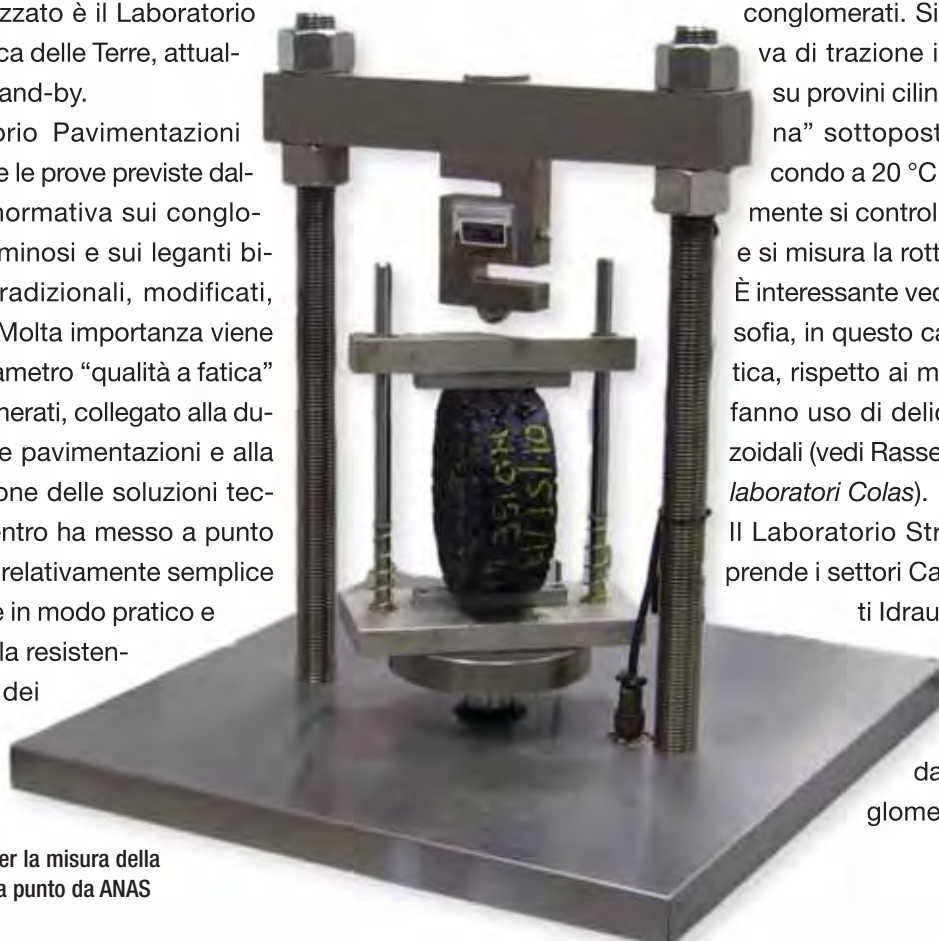 zzato è il Laboratorio
ca delle Terre, attual-
and-by.
orio Pavimentazioni
e le prove previste dal-
normativa sui conglo-
uminosi e sui leganti bi-
radizionali, modificati,
Molta importanza viene
ametro “qualità a fatica”
nerati, collegato alla du-
e pavimentazioni e alla
one delle soluzioni tec-
entro ha messo a punto
relativamente semplice
e in modo pratico e
la resisten-
dei
er la misura della
a punto da ANAS
conglomerati. Si
va di trazione i
su provini cilin
na” sottopost
condo a 20 °C
mente si control
e si misura la rott
È interessante ved
sofia, in questo ca
tica, rispetto ai m
fanno uso di delic
zoidali (vedi Rasse
laboratori Colas).
Il Laboratorio Str
prende i settori Ca
ti Idrau
da
glome